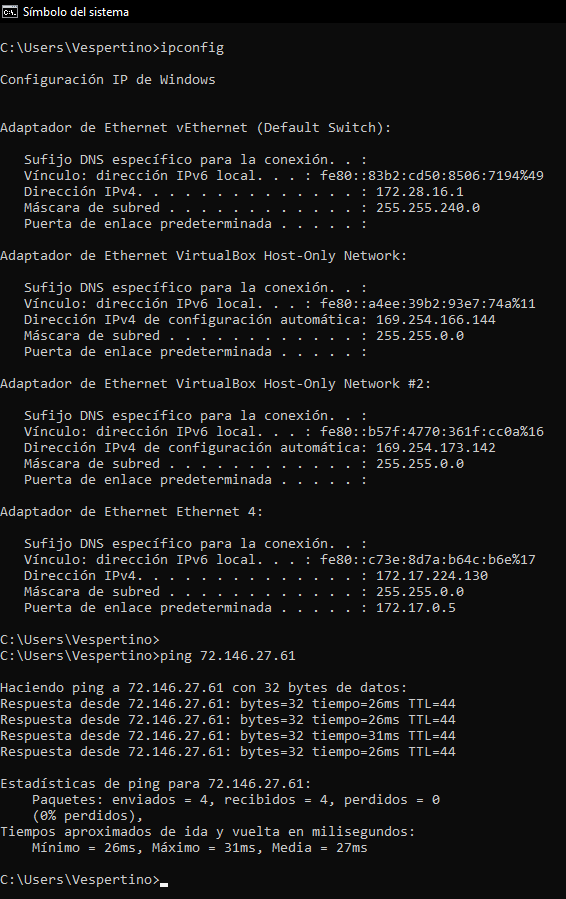 Símbolo del sistema
C:\Users\Vespertino>ipconfig
Configuración IP de Windows
Adaptador de Ethernet vEthernet (Default Switch):
   Sufijo DNS específico para la conexión. . :
   Vínculo: dirección IPv6 local. . . : fe80::83b2:cd50:8506:7194%49
   Dirección IPv4. . . . . . . . . . . . . . : 172.28.16.1
   Máscara de subred . . . . . . . . . . . . : 255.255.240.0
   Puerta de enlace predeterminada . . . . . :
Adaptador de Ethernet VirtualBox Host-Only Network:
   Sufijo DNS específico para la conexión. . :
   Vínculo: dirección IPv6 local. . . : fe80::a4ee:39b2:93e7:74a%11
   Dirección IPv4 de configuración automática: 169.254.166.144
   Máscara de subred . . . . . . . . . . . . : 255.255.0.0
   Puerta de enlace predeterminada . . . . . :
Adaptador de Ethernet VirtualBox Host-Only Network #2:
   Sufijo DNS específico para la conexión. . :
   Vínculo: dirección IPv6 local. . . : fe80::b57f:4770:361f:cc0a%16
   Dirección IPv4 de configuración automática: 169.254.173.142
   Máscara de subred . . . . . . . . . . . . : 255.255.0.0
   Puerta de enlace predeterminada . . . . . :
Adaptador de Ethernet Ethernet 4:
   Sufijo DNS específico para la conexión. . :
   Vínculo: dirección IPv6 local. . . : fe80::c73e:8d7a:b64c:b6e%17
   Dirección IPv4. . . . . . . . . . . . . . : 172.17.224.130
   Máscara de subred . . . . . . . . . . . . : 255.255.0.0
   Puerta de enlace predeterminada . . . . . : 172.17.0.5
C:\Users\Vespertino>
C:\Users\Vespertino>ping 72.146.27.61
Haciendo ping a 72.146.27.61 con 32 bytes de datos:
Respuesta desde 72.146.27.61: bytes=32 tiempo=26ms TTL=44
Respuesta desde 72.146.27.61: bytes=32 tiempo=26ms TTL=44
Respuesta desde 72.146.27.61: bytes=32 tiempo=31ms TTL=44
Respuesta desde 72.146.27.61: bytes=32 tiempo=26ms TTL=44
Estadísticas de ping para 72.146.27.61:
    Paquetes: enviados = 4, recibidos = 4, perdidos = 0
    (0% perdidos),
Tiempos aproximados de ida y vuelta en milisegundos:
    Mínimo = 26ms, Máximo = 31ms, Media = 27ms
C:\Users\Vespertino>